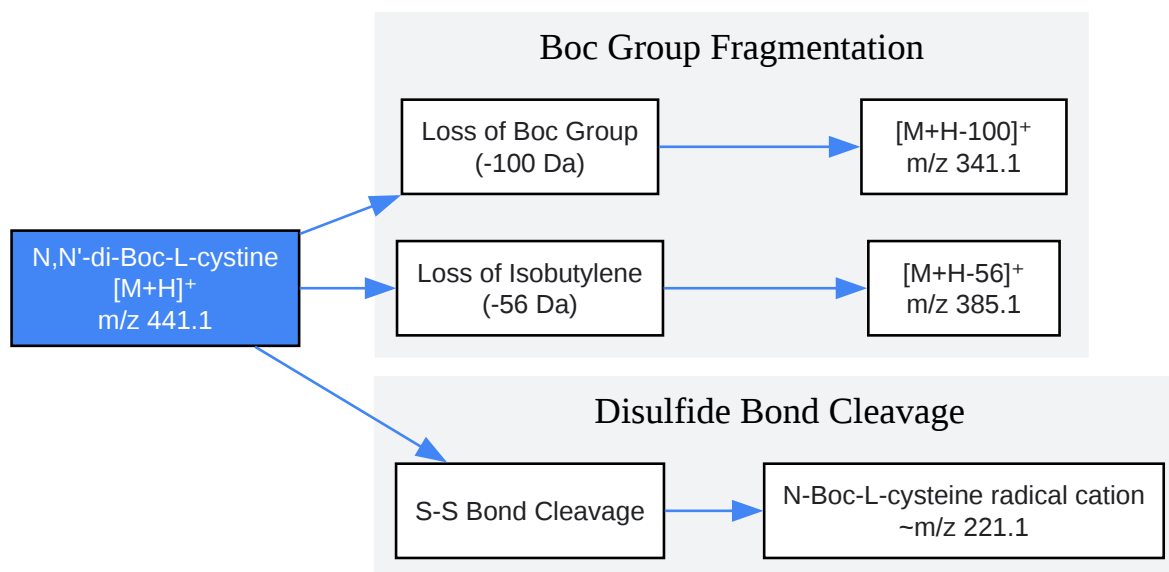 Boc Group Fragmentation
Loss of Boc Group
(-100 Da)
[M+H-100]⁺
m/z 341.1
N,N'-di-Boc-L-cystine
[M+H]⁺
m/z 441.1
Loss of Isobutylene
(-56 Da)
[M+H-56]⁺
m/z 385.1
Disulfide Bond Cleavage
S-S Bond Cleavage
N-Boc-L-cysteine radical cation
~m/z 221.1